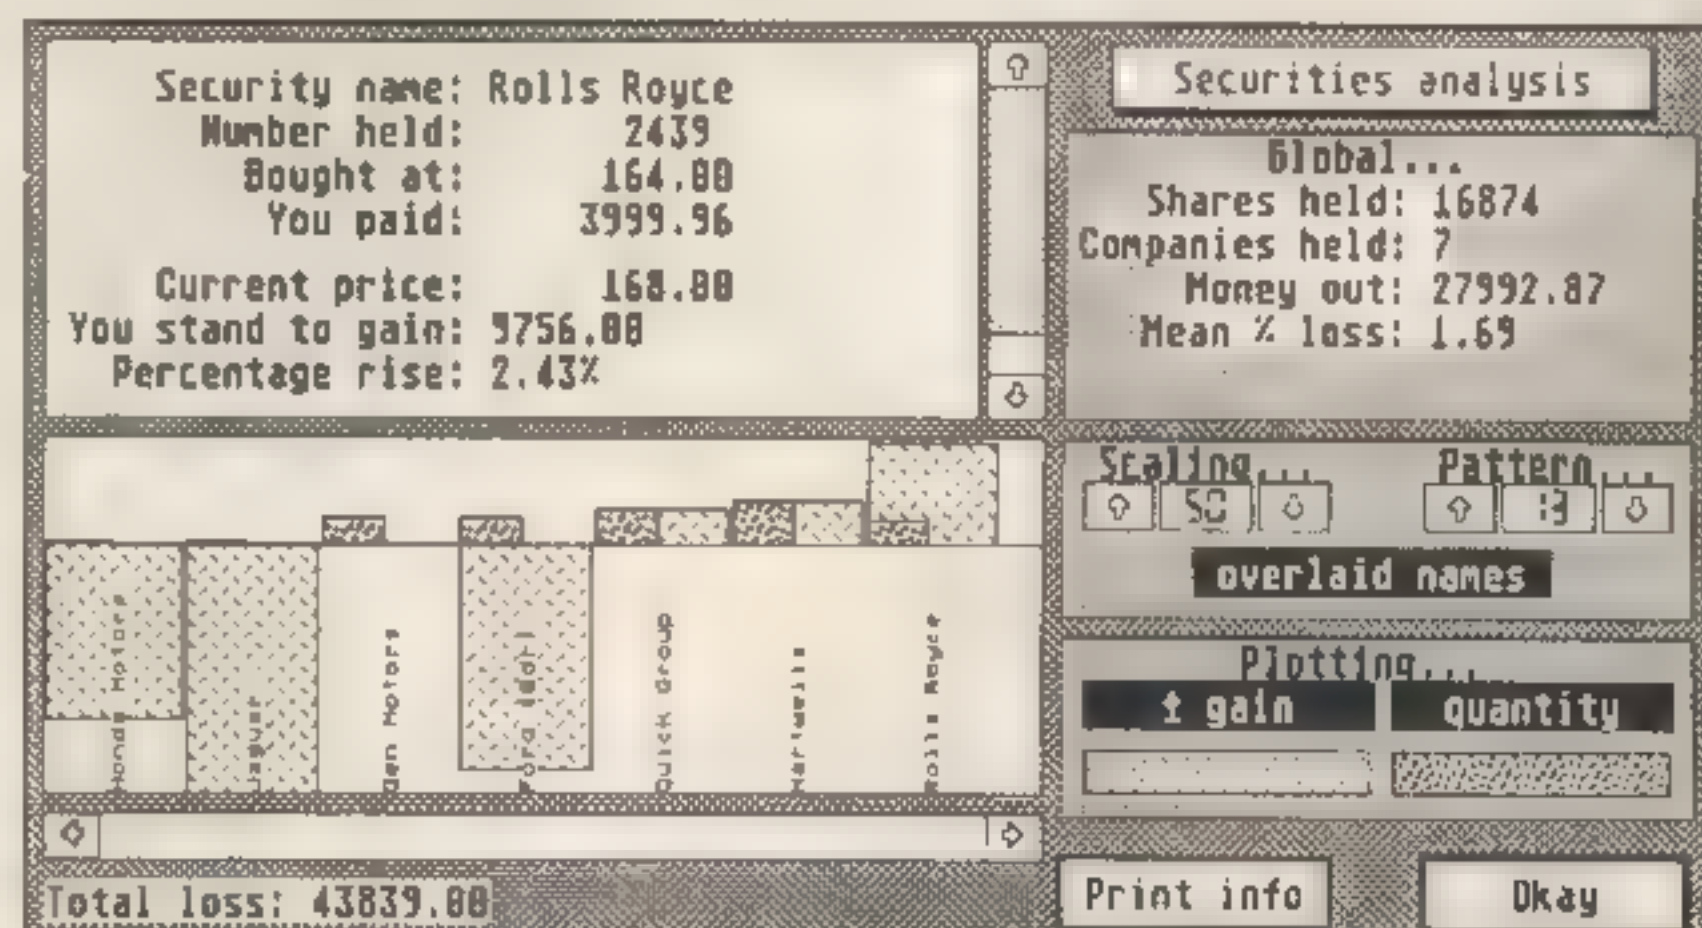 Security name: Rolls Royce
Number held: 2439
Bought at: 164.00
You paid: 3999.96
Current price: 168.00
You stand to gain: 9756.00
Percentage rise: 2.43%
Securities analysis
Global...
Shares held: 16874
Companies held: 7
Money out: 27992.87
Mean % loss: 1.69
Scaling...
50
Pattern...
13
overlaid names
Plotting...
± gain
quantity
Honda Motors
Jaguar
Gen Motors
Ford
Quick Group
Rolls Royce
Total loss: 43839.00
Print info
Okay